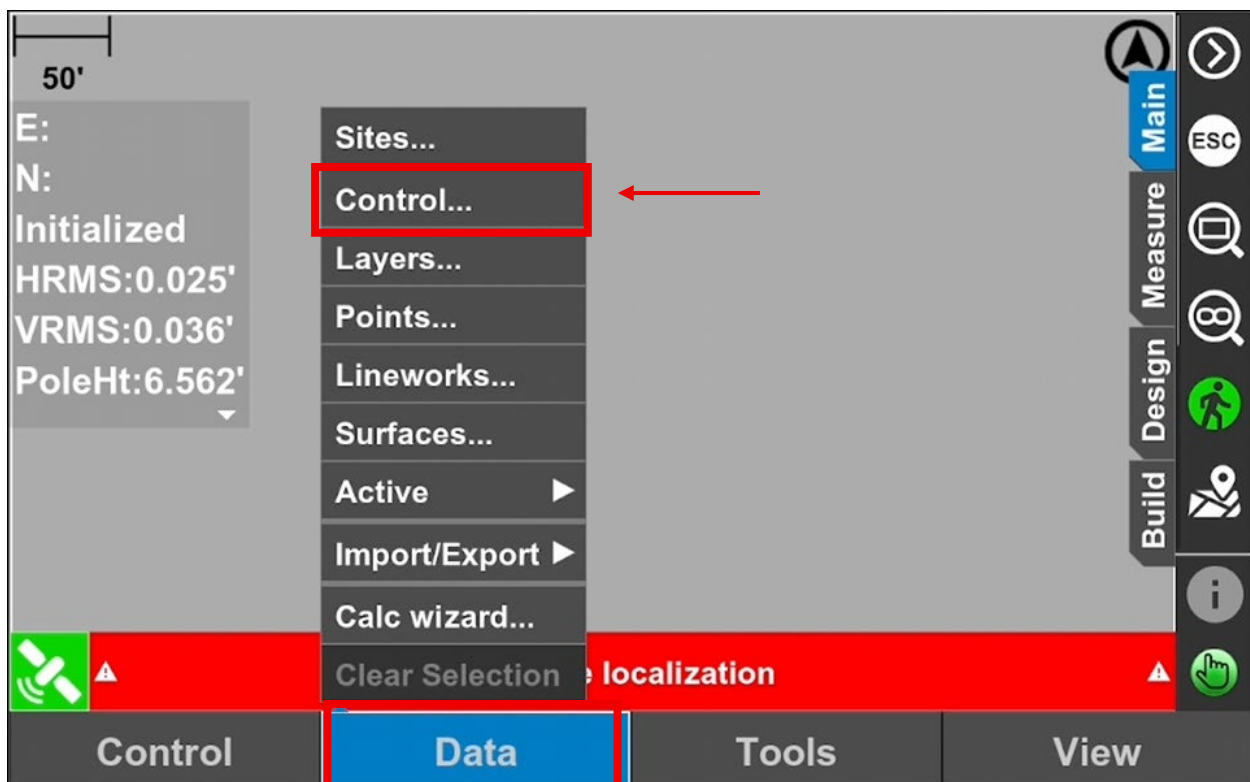 50'
E:
N:
Initialized
HRMS:0.025'
VRMS:0.036'
PoleHt:6.562'
Sites...
Control...
Layers...
Points...
Lineworks...
Surfaces...
Active
Import/Export
Calc wizard...
Clear Selection
localization
Main
Measure
Design
Build
ESC
i
Control
Data
Tools
View